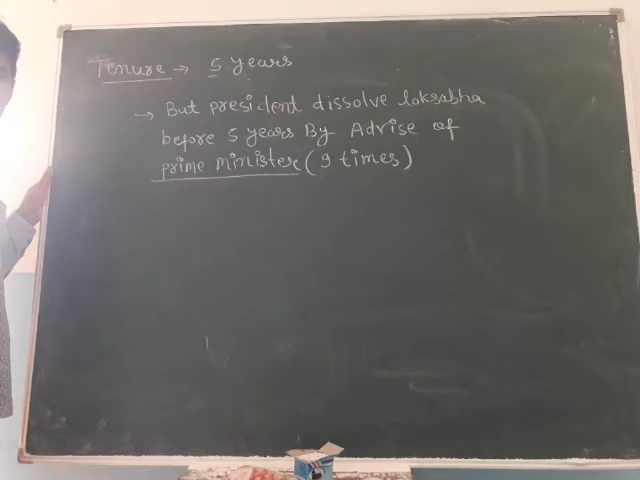 Tenure → 5 years
→ But president dissolve loksabha
before 5 years By Advise of
prime minister (9 times)